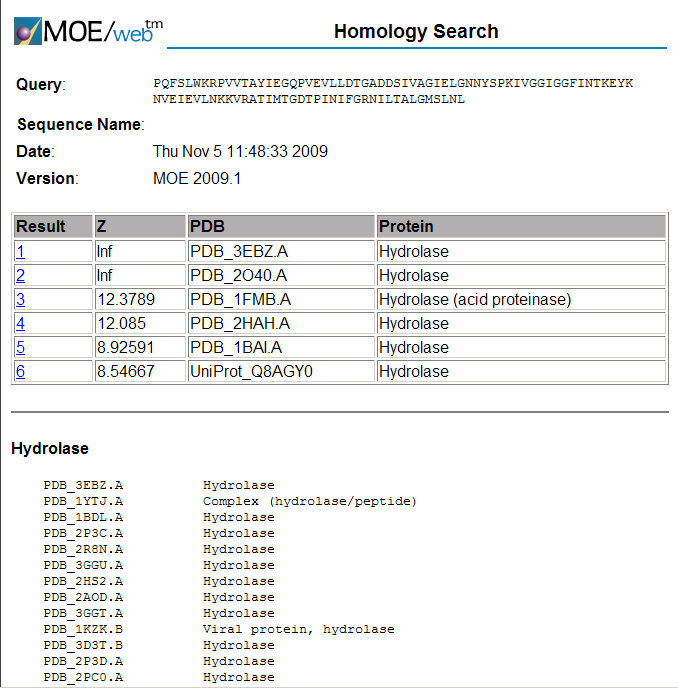 MOE/web tm
Homology Search
Query: PQFSLWKRPVVTAYIEGQPVEVLLDTGADDSIVAGIELGNNYSPKIVGGIGGFINTKEYK
NVEIEVLNKKVRATIMTGDTPINIFGRNILTALGMSLNL
Sequence Name:
Date: Thu Nov 5 11:48:33 2009
Version: MOE 2009.1
Result Z PDB Protein
1 Inf PDB_3EBZ.A Hydrolase
2 Inf PDB_2O40.A Hydrolase
3 12.3789 PDB_1FMB.A Hydrolase (acid proteinase)
4 12.085 PDB_2HAH.A Hydrolase
5 8.92591 PDB_1BAI.A Hydrolase
6 8.54667 UniProt_Q8AGY0 Hydrolase
Hydrolase
PDB_3EBZ.A Hydrolase
PDB_1YTJ.A Complex (hydrolase/peptide)
PDB_1BDL.A Hydrolase
PDB_2P3C.A Hydrolase
PDB_2R8N.A Hydrolase
PDB_3GGU.A Hydrolase
PDB_2HS2.A Hydrolase
PDB_2AOD.A Hydrolase
PDB_3GGT.A Hydrolase
PDB_1KZK.B Viral protein, hydrolase
PDB_3D3T.B Hydrolase
PDB_2P3D.A Hydrolase
PDB_2PC0.A Hydrolase